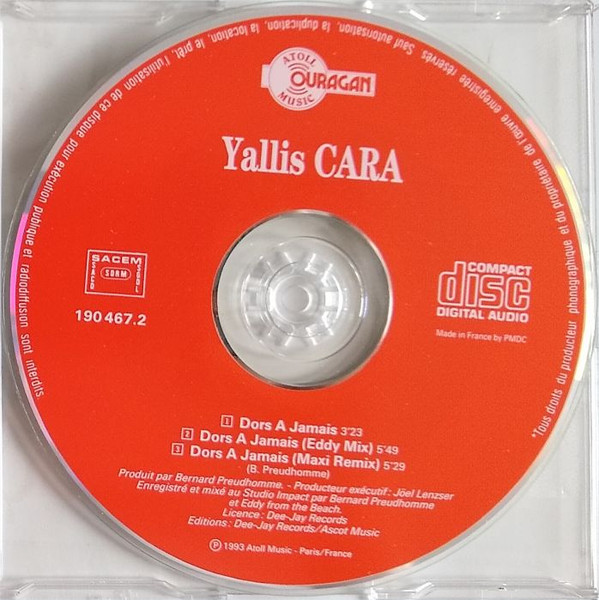 *Tous droits du producteur phonographique et du propriétaire de l'œuvre enregistrée réservés. Sauf autorisation, la duplication, la location, le prêt, l'utilisation de ce disque pour exécution publique et radiodiffusion sont interdits.
ATOLL
OURAGAN
MUSIC
Yallis CARA
SACEM
SACD
SDRM
SGDL
190 467.2
COMPACT
disc
DIGITAL AUDIO
Made in France by PMDC
1 Dors A Jamais 3'23
2 Dors A Jamais (Eddy Mix) 5'49
3 Dors A Jamais (Maxi Remix) 5'29
(B. Preudhomme)
Produit par Bernard Preudhomme. - Producteur exécutif : Jöel Lenzser
Enregistré et mixé au Studio Impact par Bernard Preudhomme
et Eddy from the Beach.
Licence : Dee-Jay Records
Editions : Dee-Jay Records/Ascot Music
℗ 1993 Atoll Music - Paris/France